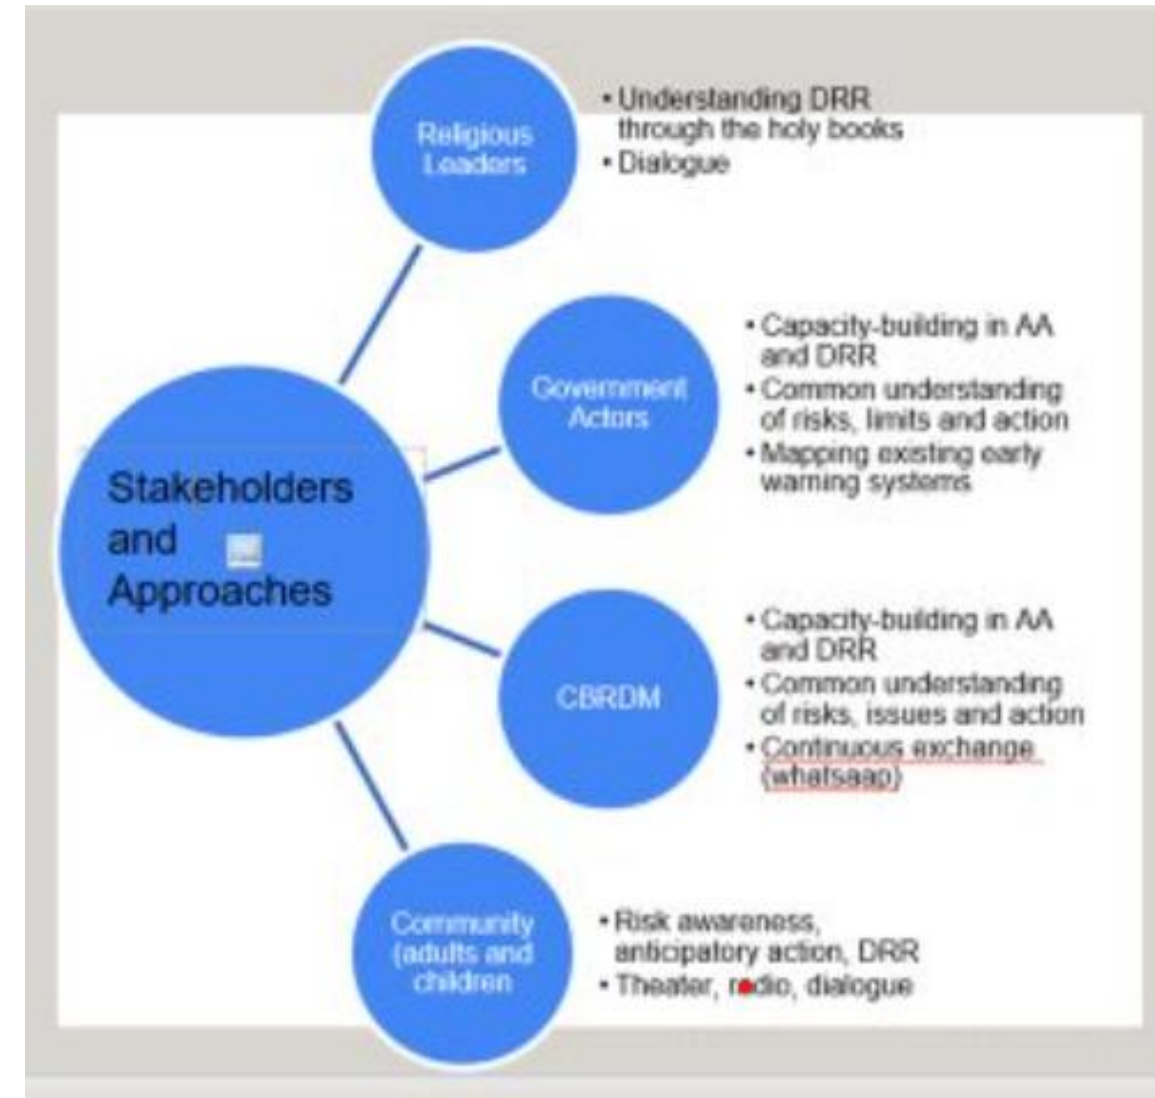 Religious
Leaders
• Understanding DRR
through the holy books
• Dialogue
Government
Actors
• Capacity-building in AA
and DRR
• Common understanding
of risks, limits and action
• Mapping existing early
warning systems
Stakeholders
and
Approaches
CBRDM
• Capacity-building in AA
and DRR
• Common understanding
of risks, issues and action
• Continuous exchange
(whatsaap)
Community
(adults and
children
• Risk awareness,
anticipatory action, DRR
• Theater, radio, dialogue